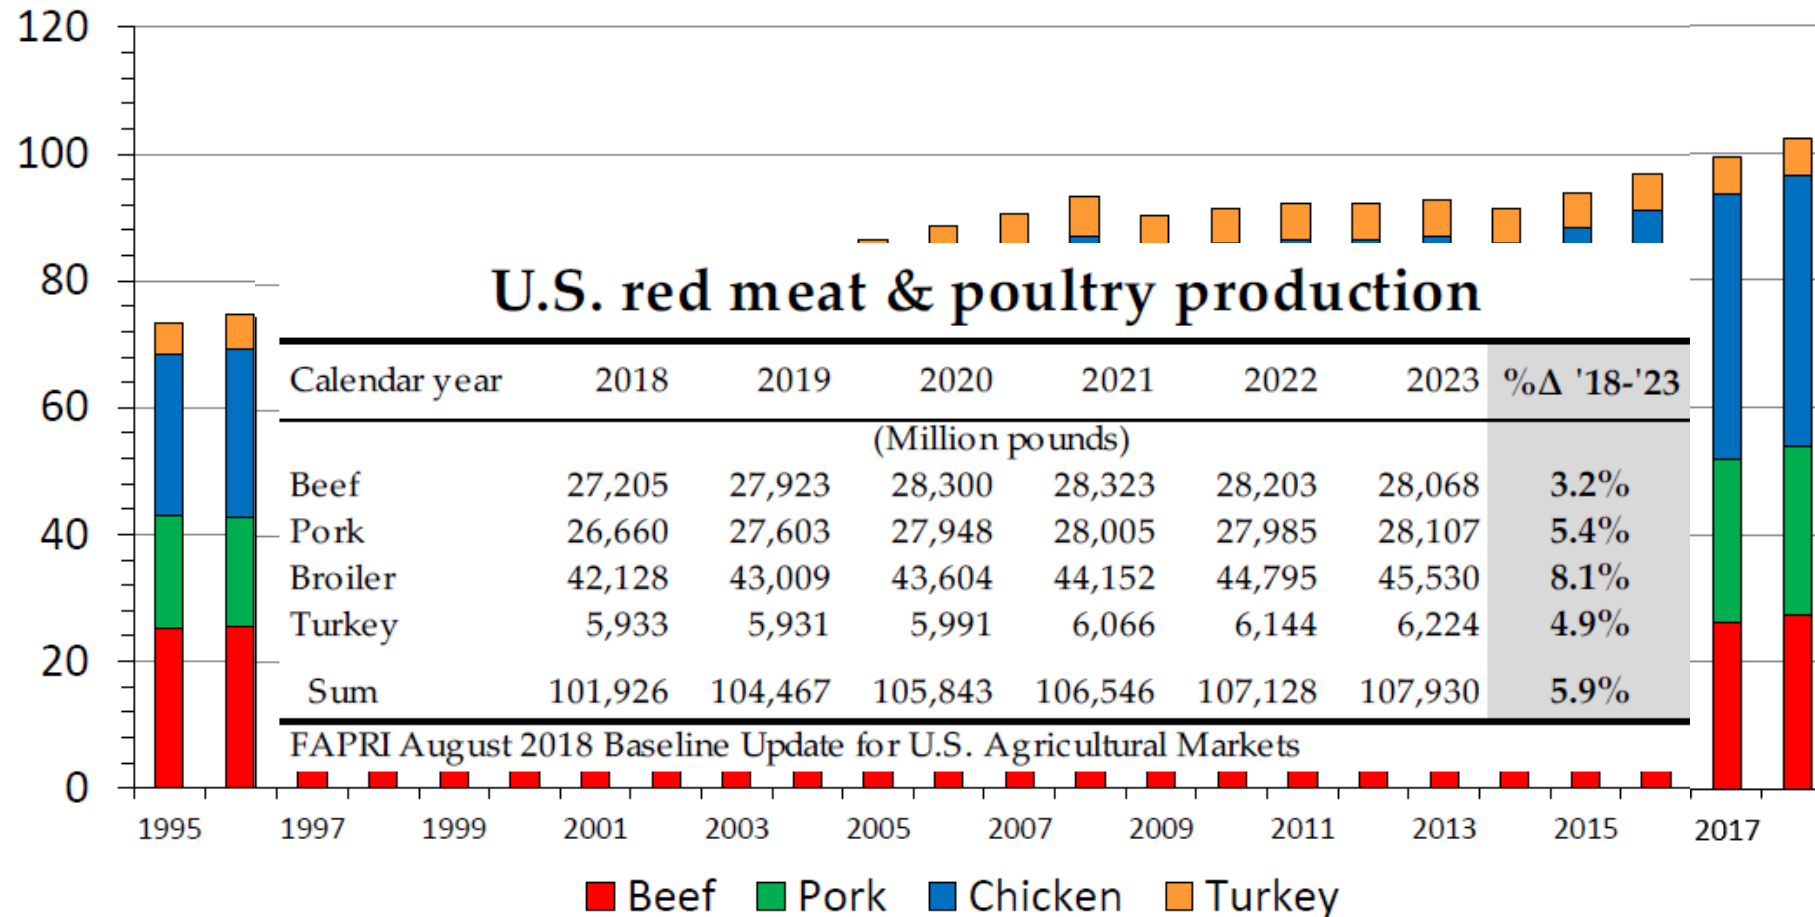 120
100
80
60
40
20
0
U.S. red meat & poultry production
Calendar year 2018 2019 2020 2021 2022 2023 %Δ '18-'23
(Million pounds)
Beef 27,205 27,923 28,300 28,323 28,203 28,068 3.2%
Pork 26,660 27,603 27,948 28,005 27,985 28,107 5.4%
Broiler 42,128 43,009 43,604 44,152 44,795 45,530 8.1%
Turkey 5,933 5,931 5,991 6,066 6,144 6,224 4.9%
Sum 101,926 104,467 105,843 106,546 107,128 107,930 5.9%
FAPRI August 2018 Baseline Update for U.S. Agricultural Markets
1995 1997 1999 2001 2003 2005 2007 2009 2011 2013 2015 2017
Beef Pork Chicken Turkey